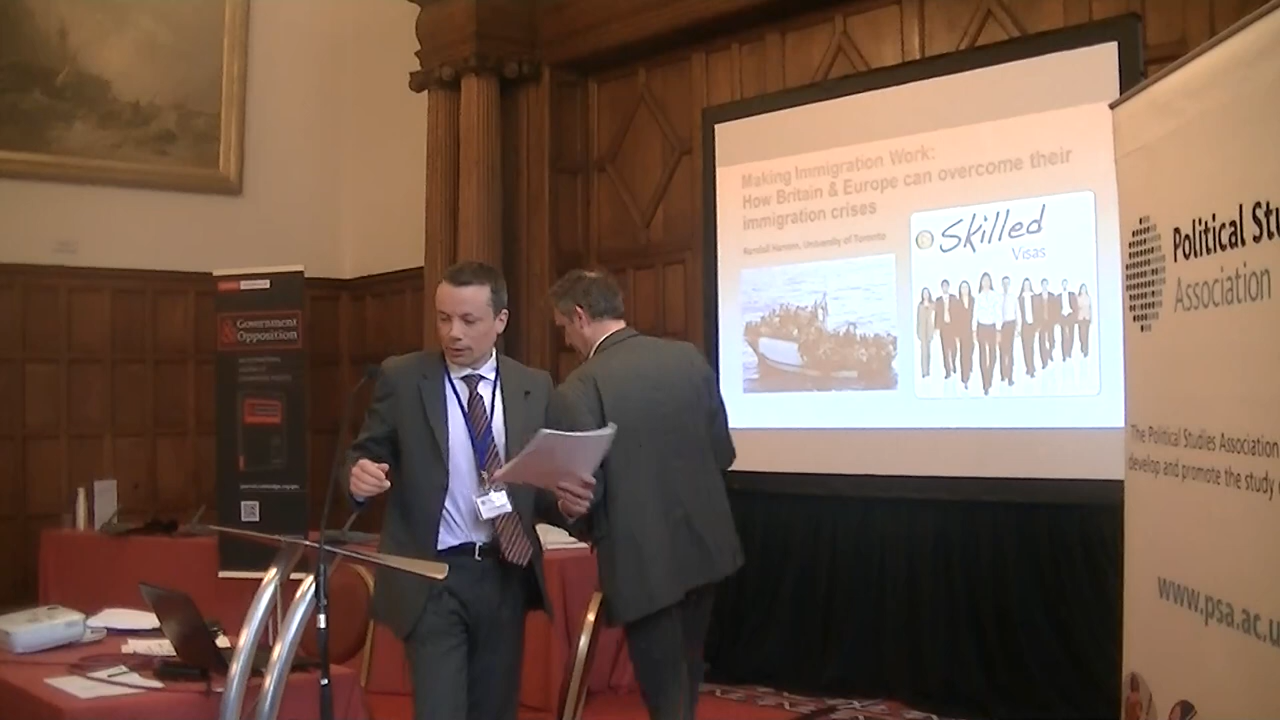 Making Immigration Work:
How Britain & Europe can overcome their
immigration crises
Randall Hansen, University of Toronto
Skilled
Visas
Government
& Opposition
Political Stu
Association
The Political Studies Association
develop and promote the study
www.psa.ac.u